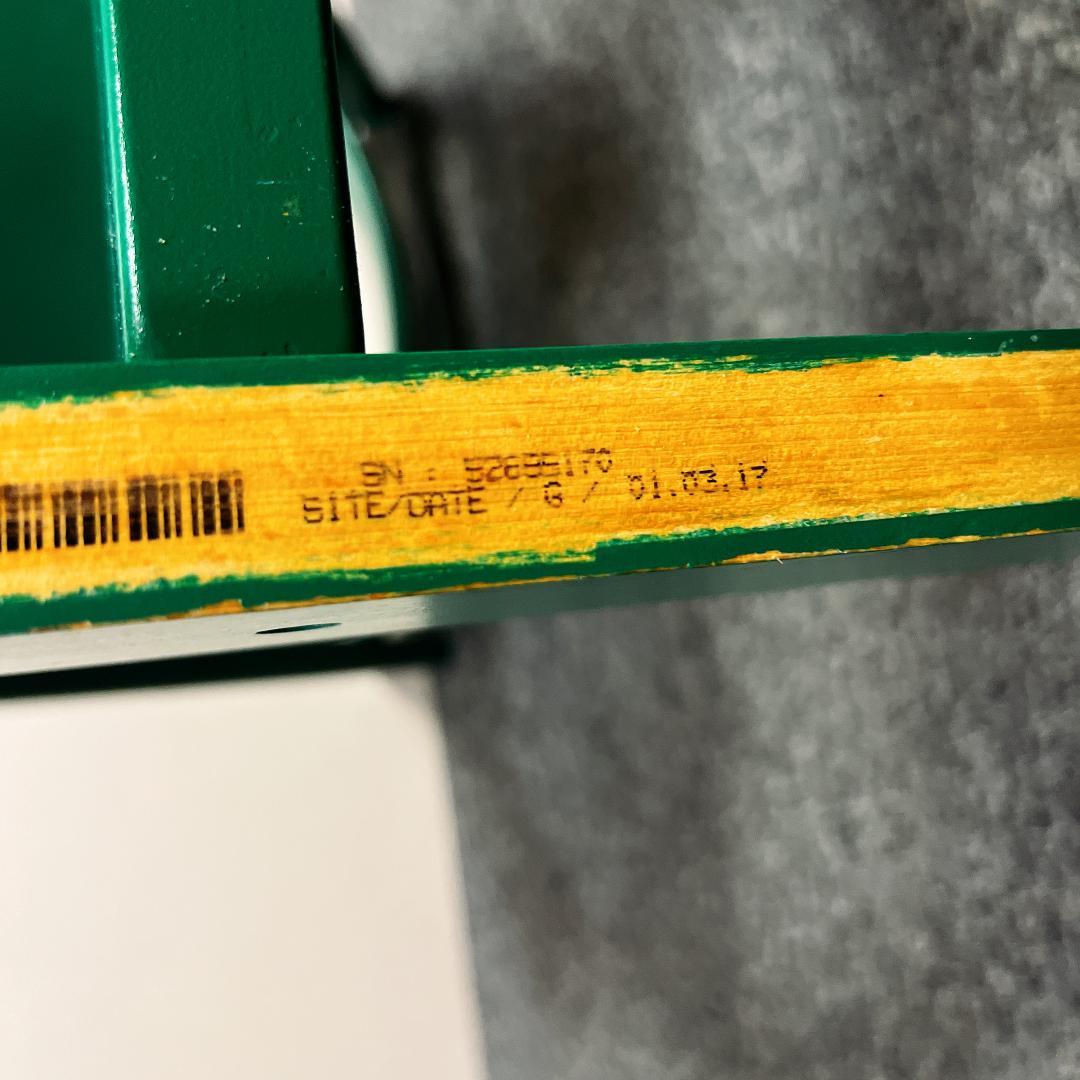 SN : 52695170
SITE/DATE / G / 01.03.17